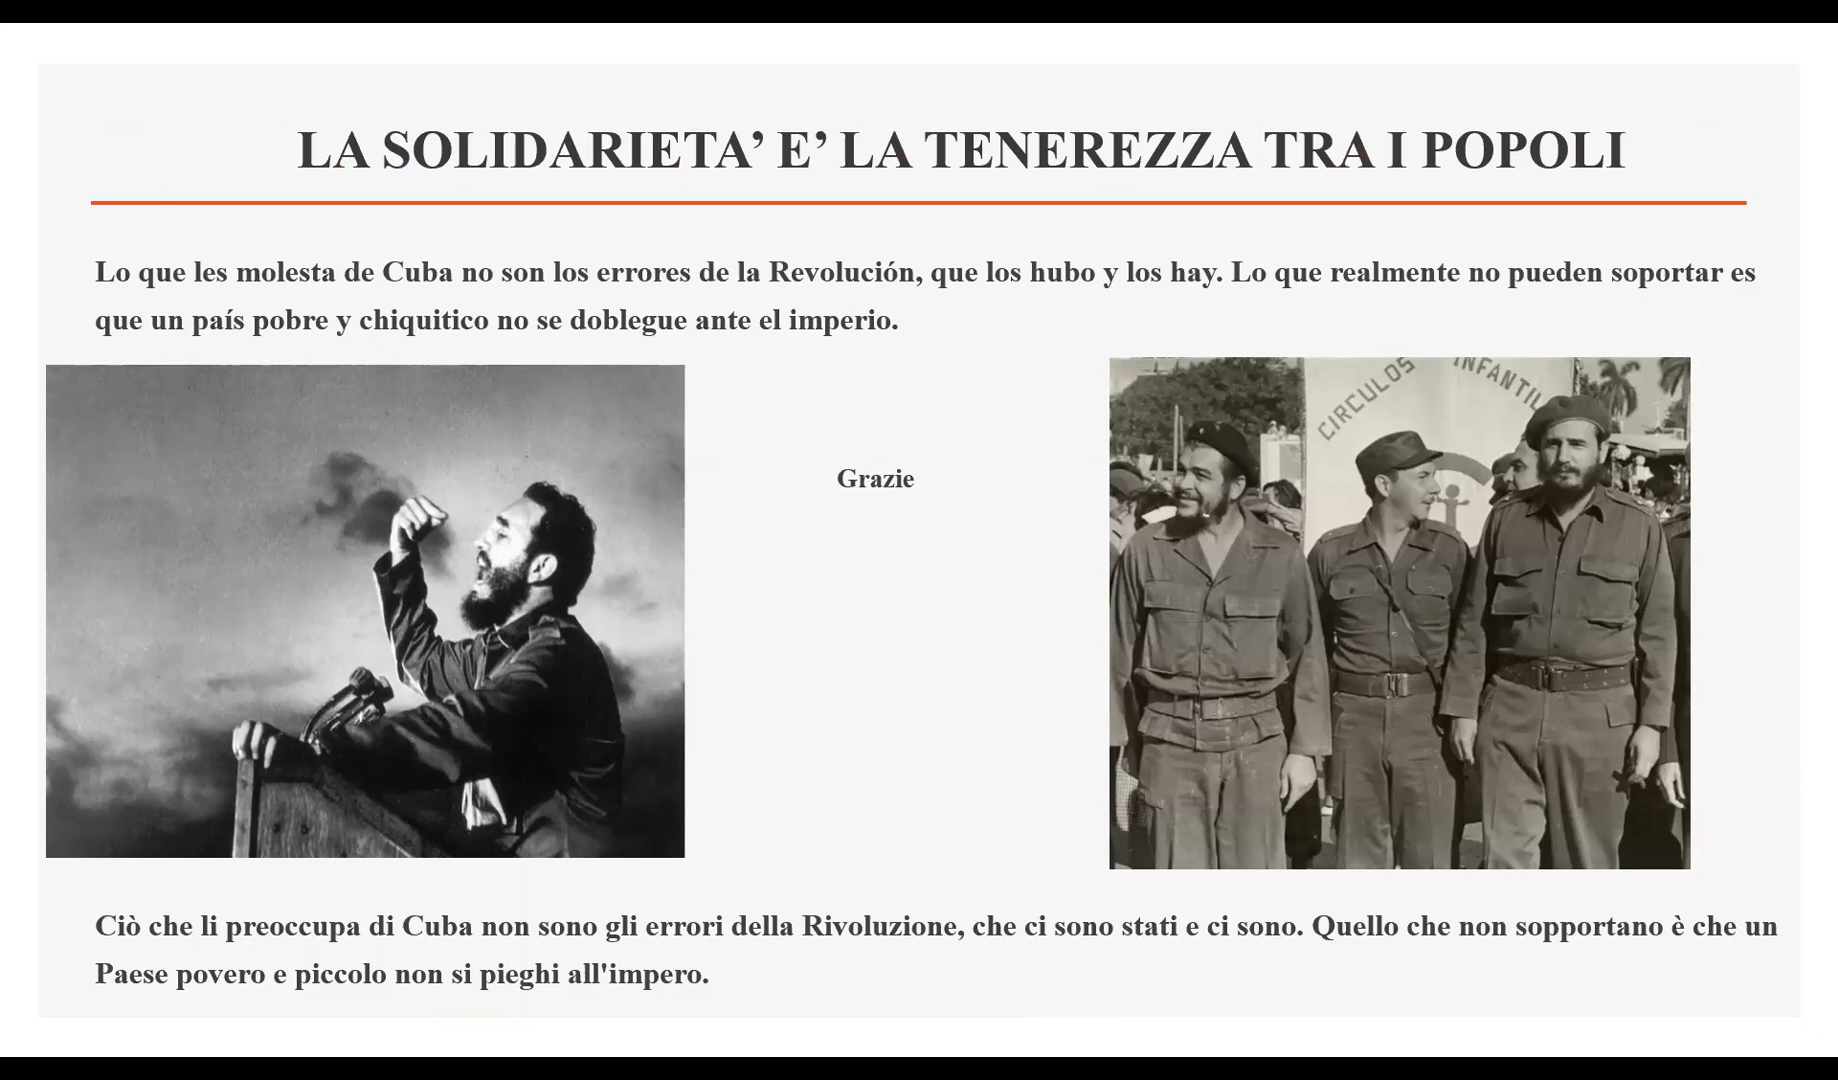 LA SOLIDARIETA’ E’ LA TENEREZZA TRA I POPOLI
Lo que les molesta de Cuba no son los errores de la Revolución, que los hubo y los hay. Lo que realmente no pueden soportar es
que un país pobre y chiquitico no se doblegue ante el imperio.
CIRCULOS INFANTIL
Grazie
Ciò che li preoccupa di Cuba non sono gli errori della Rivoluzione, che ci sono stati e ci sono. Quello che non sopportano è che un
Paese povero e piccolo non si pieghi all'impero.